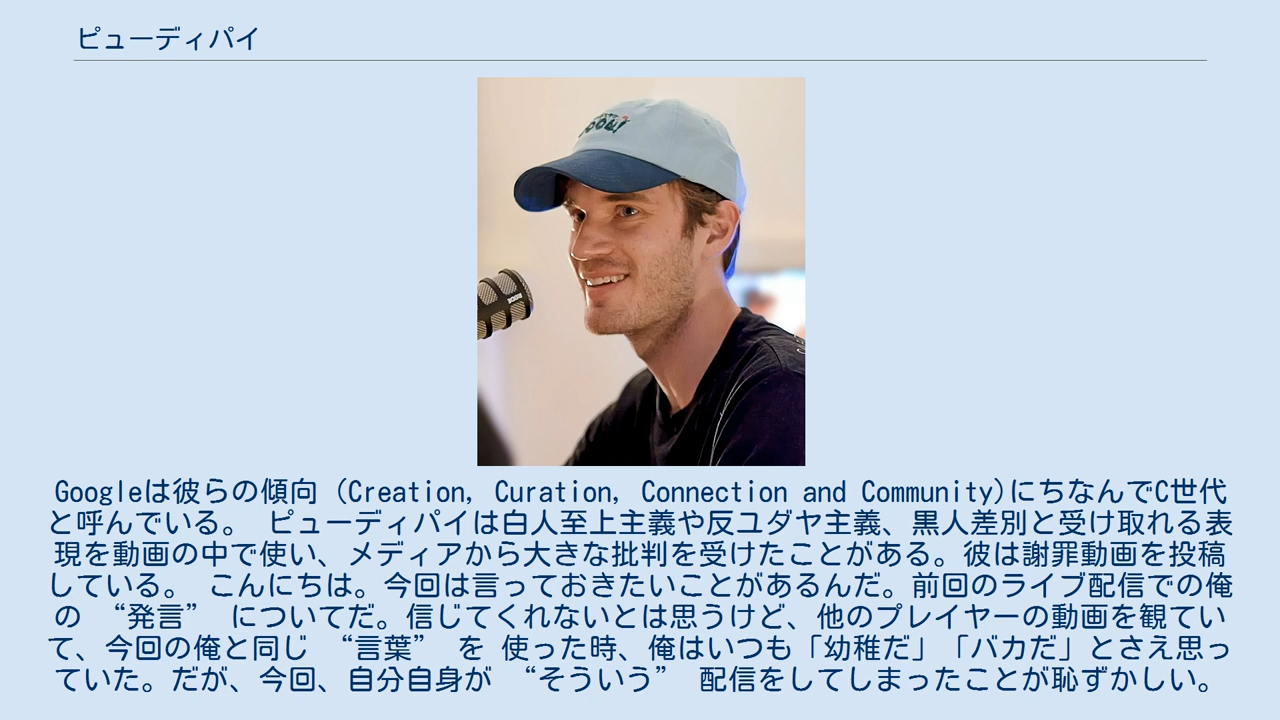 ピューディパイ
Googleは彼らの傾向 (Creation, Curation, Connection and Community)にちなんでC世代
と呼んでいる。 ピューディパイは白人至上主義や反ユダヤ主義、黒人差別と受け取れる表
現を動画の中で使い、メディアから大きな批判を受けたことがある。彼は謝罪動画を投稿
している。 こんにちは。今回は言っておきたいことがあるんだ。前回のライブ配信での俺
の “発言” についてだ。信じてくれないとは思うけど、他のプレイヤーの動画を観てい
て、今回の俺と同じ “言葉” を 使った時、俺はいつも「幼稚だ」「バカだ」とさえ思っ
ていた。だが、今回、自分自身が “そういう” 配信をしてしまったことが恥ずかしい。